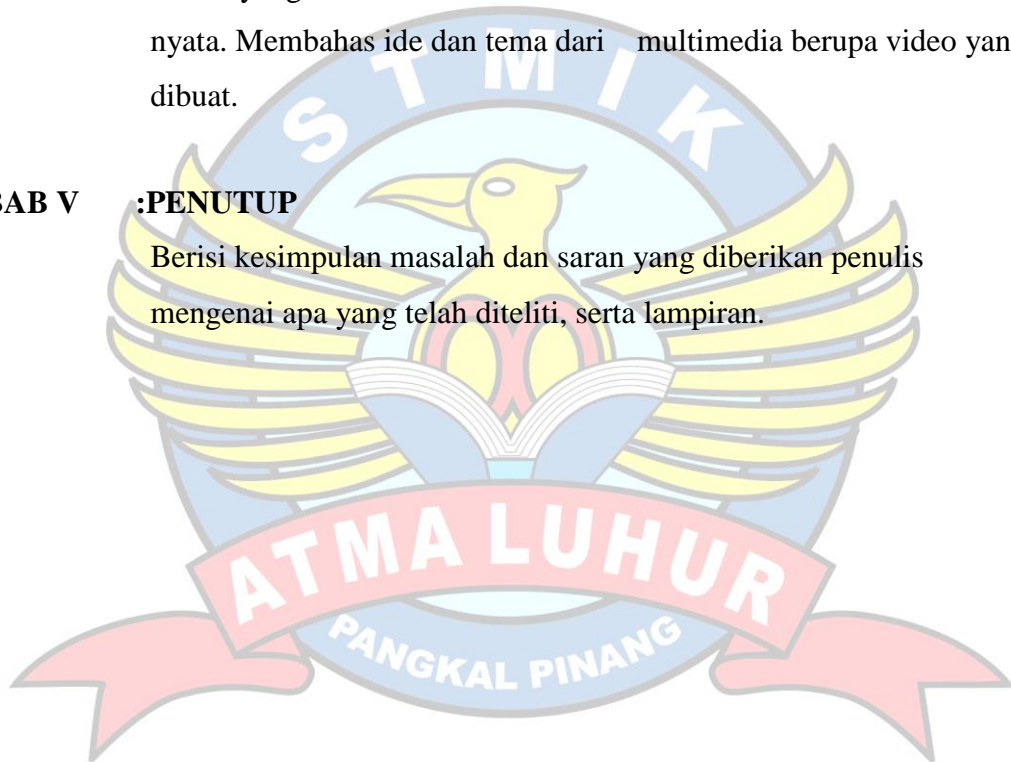 nyata. Membahas ide dan tema dari multimedia berupa video yan
dibuat.
BAB V :PENUTUP
Berisi kesimpulan masalah dan saran yang diberikan penulis
mengenai apa yang telah diteliti, serta lampiran.
STMIK
ATMA LUHUR
PANGKAL PINANG